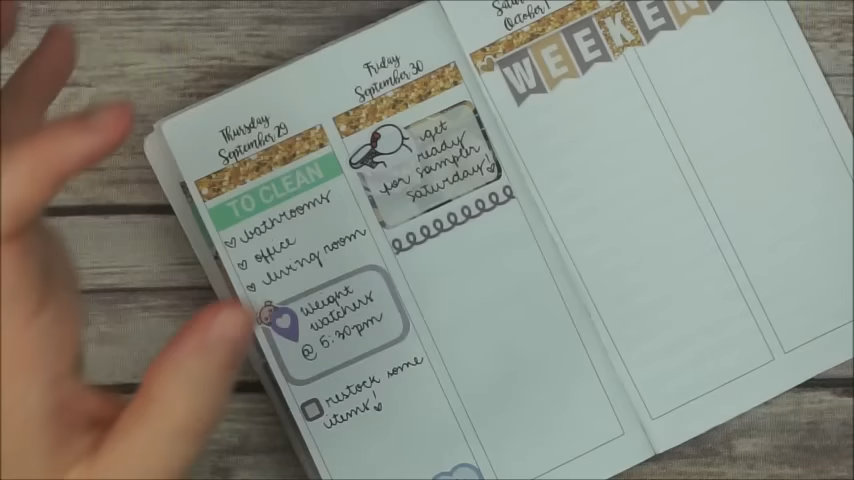 Thursday
September 29
TO CLEAN
bathrooms
office
living room
weight
watchers
@ 5:30pm
restock some
items!
Friday
September 30
get
ready
for sampler
saturday!
October 1
WEEKEN